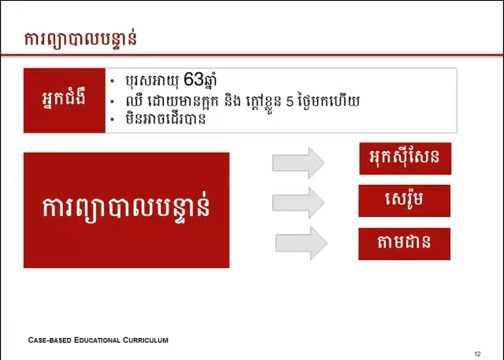 ការព្យាបាលបន្ទាន់
អ្នកជំងឺ
• បុរសអាយុ 63ឆ្នាំ
• ឈឺ ដោយមានក្អក និង ក្តៅខ្លួន 5 ថ្ងៃមកហើយ
• មិនអាចដើរបាន
ការព្យាបាលបន្ទាន់
អុកស៊ីសែន
សេរ៉ូម
តាមដាន
CASE-BASED EDUCATIONAL CURRICULUM
12